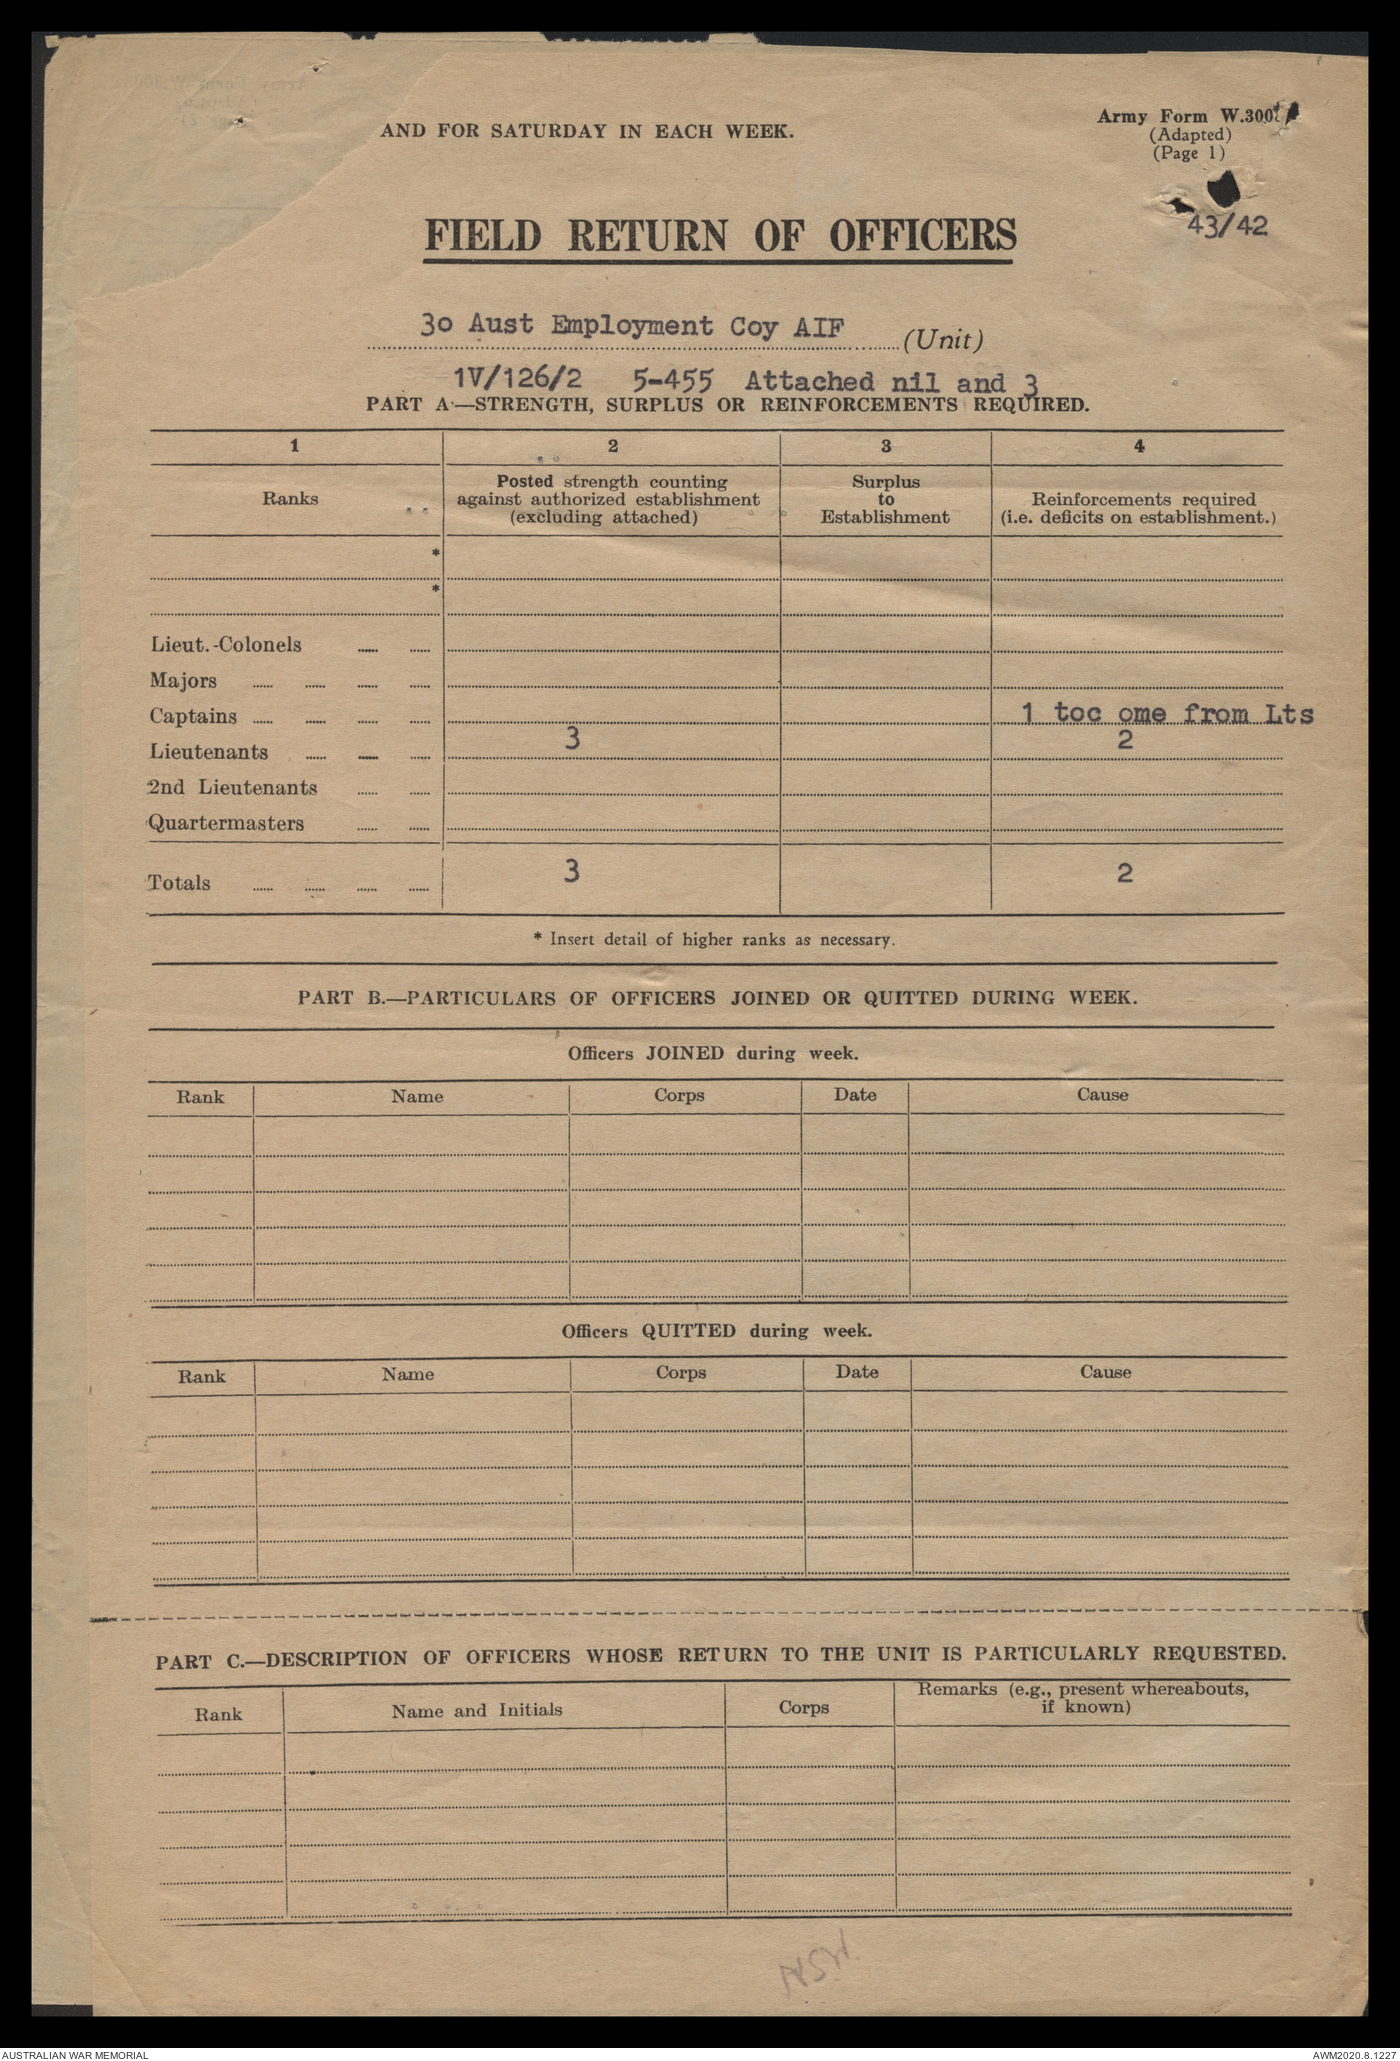 AND FOR SATURDAY IN EACH WEEK.
Army Form W.300
(Adapted)
(Page 1)
43/42
FIELD RETURN OF OFFICERS
30 Aust Employment Coy AIF (Unit)
1V/126/2 5-455 Attached nil and 3
PART A.—STRENGTH, SURPLUS OR REINFORCEMENTS REQUIRED.
1 2 3 4
Ranks
Posted strength counting
against authorized establishment
(excluding attached)
Surplus
to
Establishment
Reinforcements required
(i.e. deficits on establishment.)
*
*
Lieut.-Colonels
Majors
Captains 1 toc ome from Lts
Lieutenants 3 2
2nd Lieutenants
Quartermasters
Totals 3 2
* Insert detail of higher ranks as necessary.
PART B.—PARTICULARS OF OFFICERS JOINED OR QUITTED DURING WEEK.
Officers JOINED during week.
Rank Name Corps Date Cause
Officers QUITTED during week.
Rank Name Corps Date Cause
PART C.—DESCRIPTION OF OFFICERS WHOSE RETURN TO THE UNIT IS PARTICULARLY REQUESTED.
Rank Name and Initials Corps Remarks (e.g., present whereabouts,
if known)
AUSTRALIAN WAR MEMORIAL AWM2020.8.1227